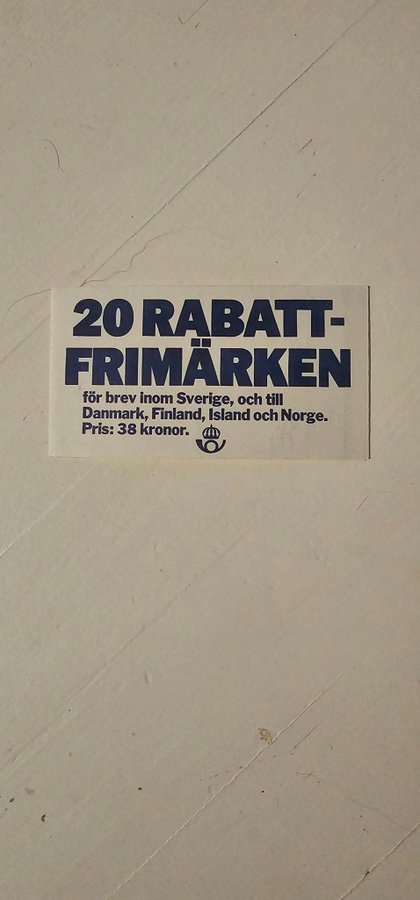 20 RABATT-
FRIMÄRKEN
för brev inom Sverige, och till
Danmark, Finland, Island och Norge.
Pris: 38 kronor.